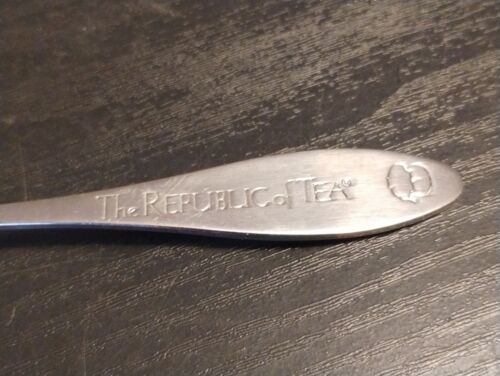 The REPUBLIC of TEA®